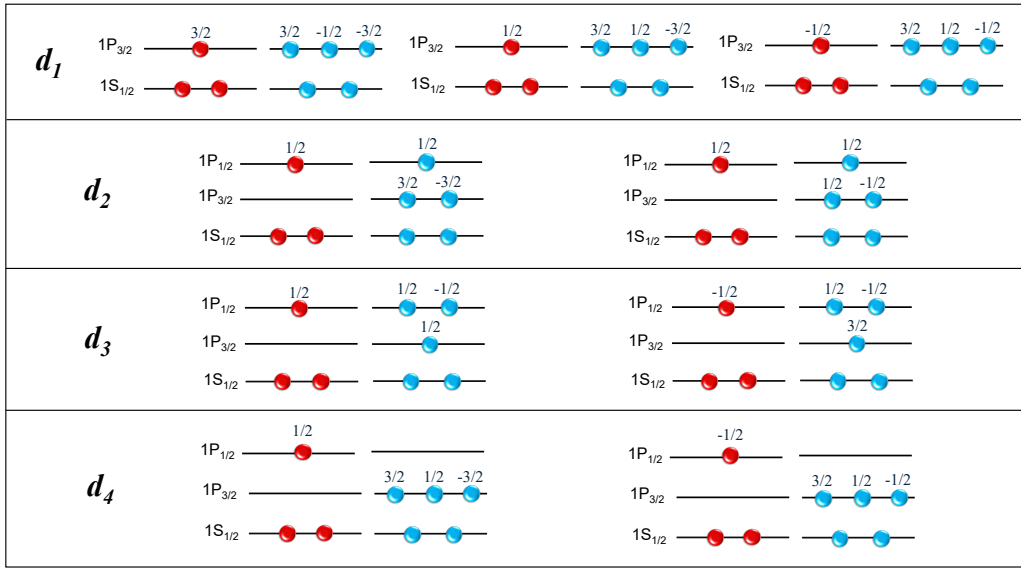 3/2 3/2 -1/2 -3/2 1/2 3/2 1/2 -3/2 -1/2 3/2 1/2 -1/2
1P3/2 1P3/2 1P3/2
d1
1S1/2 1S1/2 1S1/2
1/2 1/2 1/2 1/2
1P1/2 1P1/2
3/2 -3/2 1/2 -1/2
d2 1P3/2 1P3/2
1S1/2 1S1/2
1/2 1/2 -1/2 -1/2 1/2 -1/2
1P1/2 1P1/2
1/2 3/2
d3 1P3/2 1P3/2
1S1/2 1S1/2
1/2 -1/2
1P1/2 1P1/2
3/2 1/2 -3/2 3/2 1/2 -1/2
d4 1P3/2 1P3/2
1S1/2 1S1/2